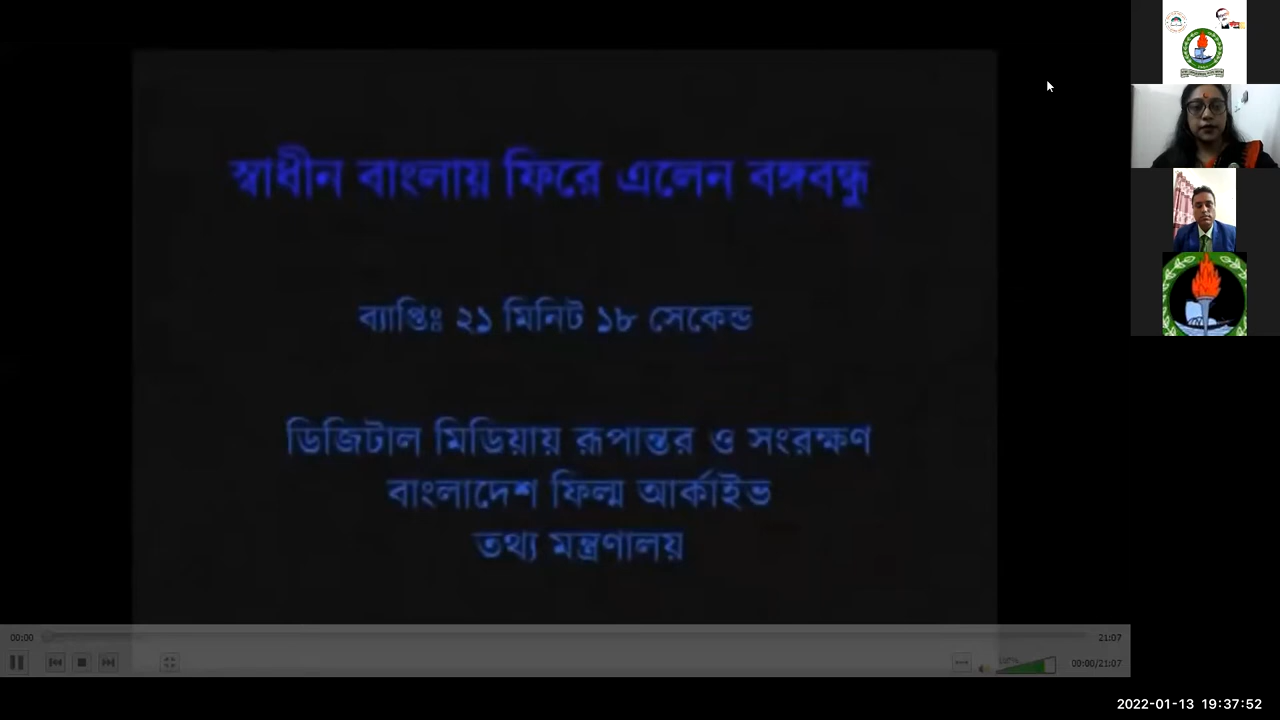 স্বাধীন বাংলায় ফিরে এলেন বঙ্গবন্ধু
ব্যাপ্তিঃ ২১ মিনিট ১৮ সেকেন্ড
ডিজিটাল মিডিয়ায় রূপান্তর ও সংরক্ষণ
বাংলাদেশ ফিল্ম আর্কাইভ
তথ্য মন্ত্রণালয়
00:00
21:07
00:00/21:07
2022-01-13 19:37:52